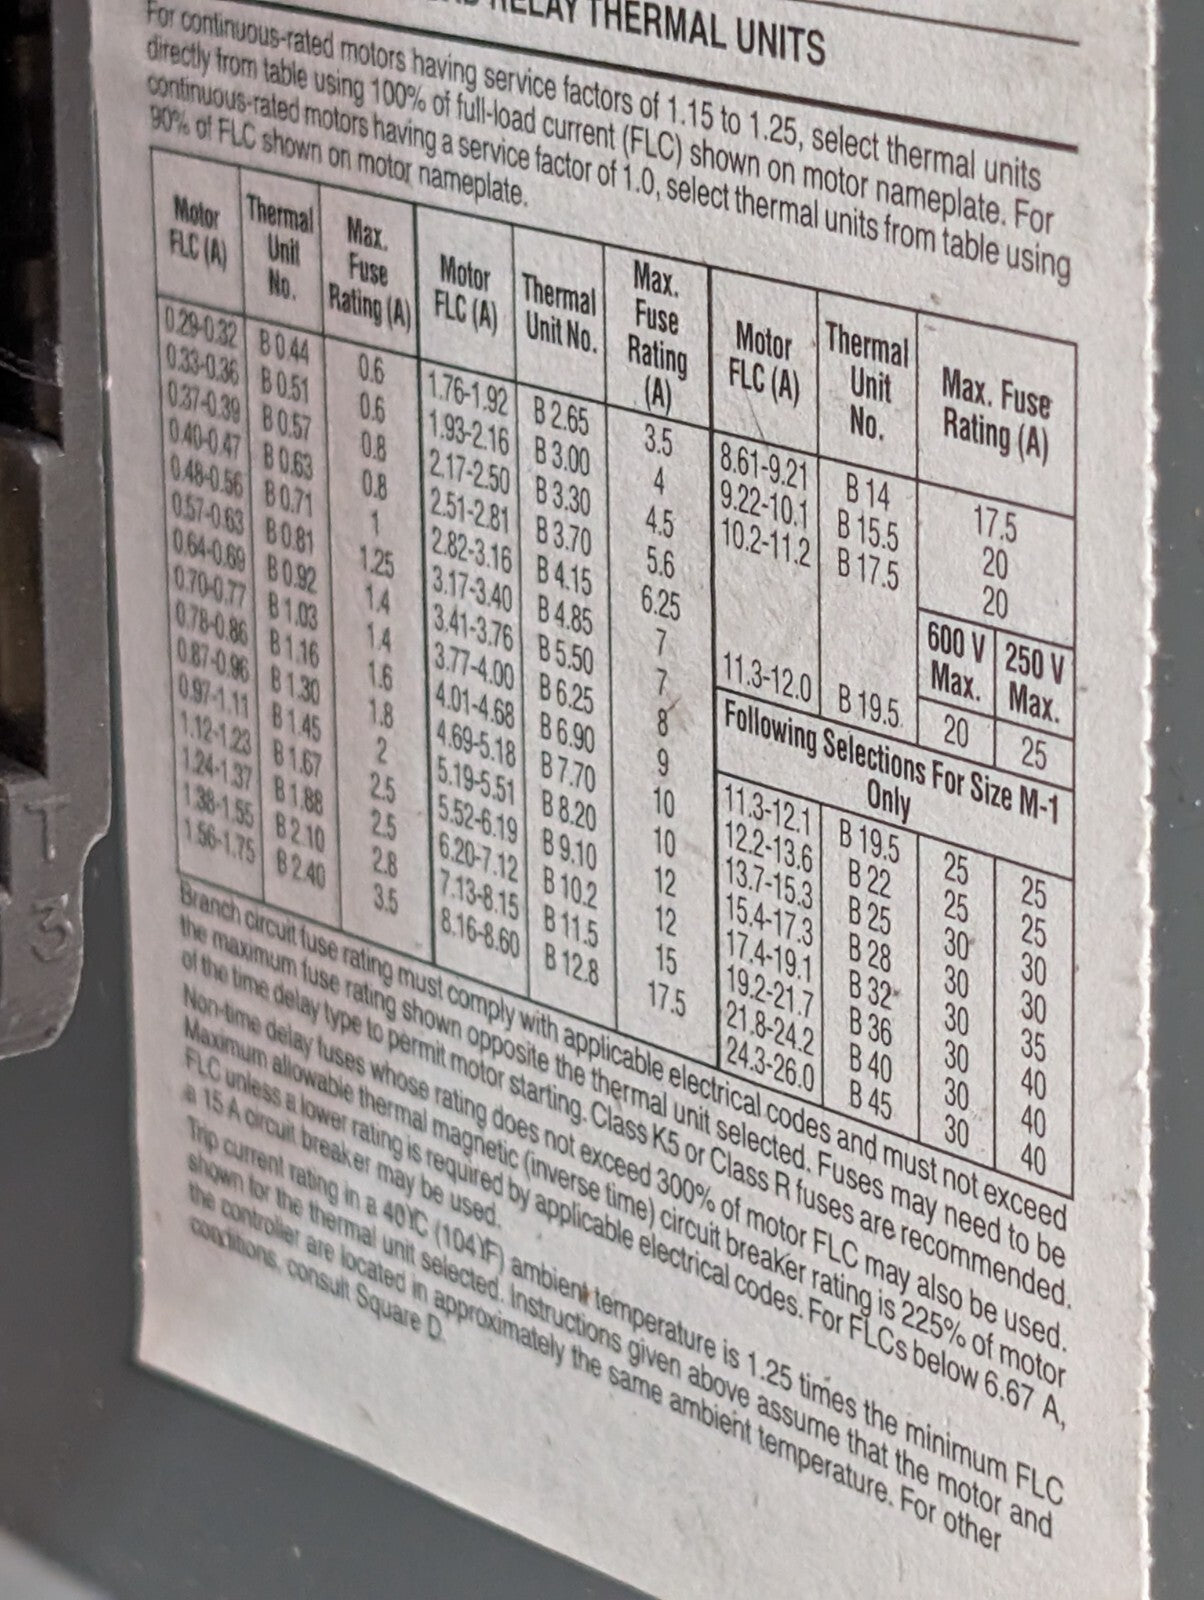 RELAY THERMAL UNITS
For continuous-rated motors having service factors of 1.15 to 1.25, select thermal units
directly from table using 100% of full-load current (FLC) shown on motor nameplate. For
continuous-rated motors having a service factor of 1.0, select thermal units from table using
90% of FLC shown on motor nameplate.
Motor FLC (A) Thermal Unit No. Max. Fuse Rating (A)
0.29-0.32 B 0.44 0.6
0.33-0.36 B 0.51 0.6
0.37-0.39 B 0.57 0.8
0.40-0.47 B 0.63 0.8
0.48-0.56 B 0.71 1
0.57-0.63 B 0.81 1.25
0.64-0.69 B 0.92 1.4
0.70-0.77 B 1.03 1.4
0.78-0.86 B 1.16 1.6
0.87-0.96 B 1.30 1.8
0.97-1.11 B 1.45 2
1.12-1.23 B 1.67 2.5
1.24-1.37 B 1.88 2.5
1.38-1.55 B 2.10 2.8
1.56-1.75 B 2.40 3.5
Motor FLC (A) Thermal Unit No. Max. Fuse Rating (A)
1.76-1.92 B 2.65 3.5
1.93-2.16 B 3.00 4
2.17-2.50 B 3.30 4.5
2.51-2.81 B 3.70 5.6
2.82-3.16 B 4.15 6.25
3.17-3.40 B 4.85 7
3.41-3.76 B 5.50 7
3.77-4.00 B 6.25 8
4.01-4.68 B 6.90 9
4.69-5.18 B 7.70 10
5.19-5.51 B 8.20 10
5.52-6.19 B 9.10 12
6.20-7.12 B 10.2 12
7.13-8.15 B 11.5 15
8.16-8.60 B 12.8 17.5
Motor FLC (A) Thermal Unit No. Max. Fuse Rating (A)
8.61-9.21 B 14 17.5
9.22-10.1 B 15.5 20
10.2-11.2 B 17.5 20
600 V Max. 250 V Max.
11.3-12.0 B 19.5 20 25
Following Selections For Size M-1
Only
11.3-12.1 B 19.5 25 25
12.2-13.6 B 22 25 25
13.7-15.3 B 25 30 30
15.4-17.3 B 28 30 30
17.4-19.1 B 32 30 35
19.2-21.7 B 36 30 40
21.8-24.2 B 40 30 40
24.3-26.0 B 45 30 40
Branch circuit fuse rating must comply with applicable electrical codes and must not exceed
the maximum fuse rating shown opposite the thermal unit selected. Fuses may need to be
of the time delay type to permit motor starting. Class K5 or Class R fuses are recommended.
Non-time delay fuses whose rating does not exceed 300% of motor FLC may also be used.
Maximum allowable thermal magnetic (inverse time) circuit breaker rating is 225% of motor
FLC unless a lower rating is required by applicable electrical codes. For FLCs below 6.67 A,
a 15 A circuit breaker may be used.
Trip current rating in a 40)C (104)F) ambient temperature is 1.25 times the minimum FLC
shown for the thermal unit selected. Instructions given above assume that the motor and
the controller are located in approximately the same ambient temperature. For other
conditions, consult Square D.
T
3